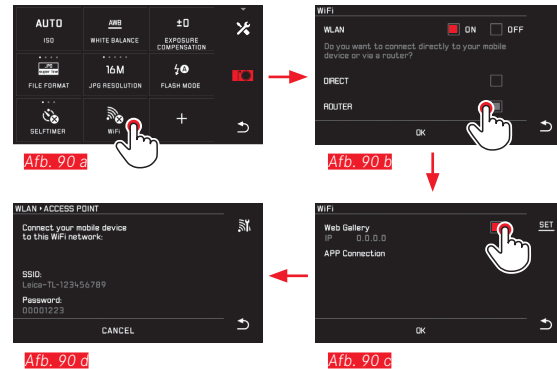 AUTO
AWB
±0
ISO
WHITE BALANCE
EXPOSURE
COMPENSATION
JPG
super fine
16M
FILE FORMAT
JPG RESOLUTION
FLASH MODE
SELFTIMER
WiFi
+
Afb. 90 a
WiFi
WLAN
ON
OFF
Do you want to connect directly to your mobile
device or via a router?
DIRECT
ROUTER
OK
Afb. 90 b
WLAN • ACCESS POINT
Connect your mobile device
to this WiFi network:
SSID:
Leica-TL-123456789
Password:
00001223
CANCEL
Afb. 90 d
WiFi
Web Gallery
IP 0.0.0.0
APP Connection
SET
OK
Afb. 90 c